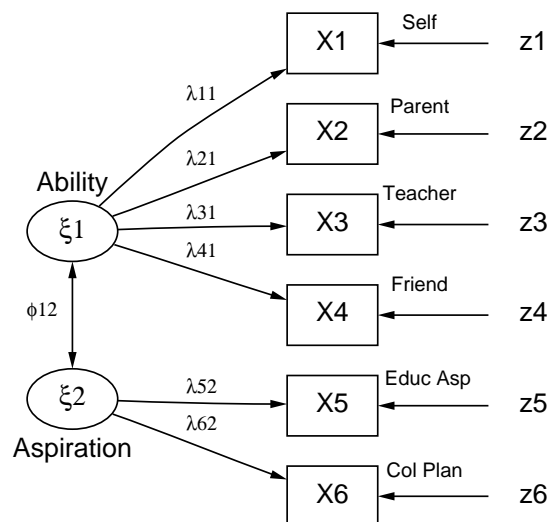 X1 Self z1
λ11
X2 Parent z2
λ21
Ability
X3 Teacher z3
λ31
ξ1
λ41
X4 Friend z4
ϕ12
X5 Educ Asp z5
λ52
ξ2
λ62
Aspiration
X6 Col Plan z6